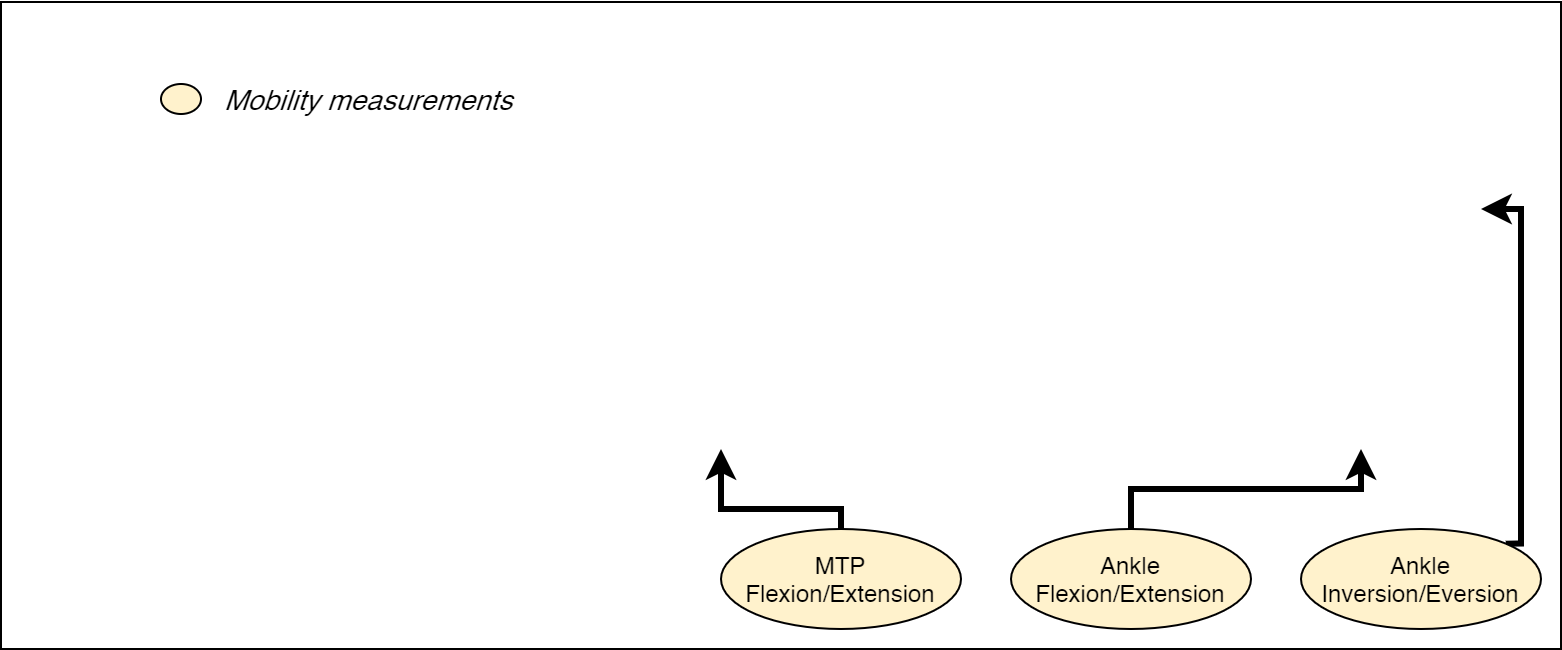 Mobility measurements
MTP
Flexion/Extension
Ankle
Flexion/Extension
Ankle
Inversion/Eversion